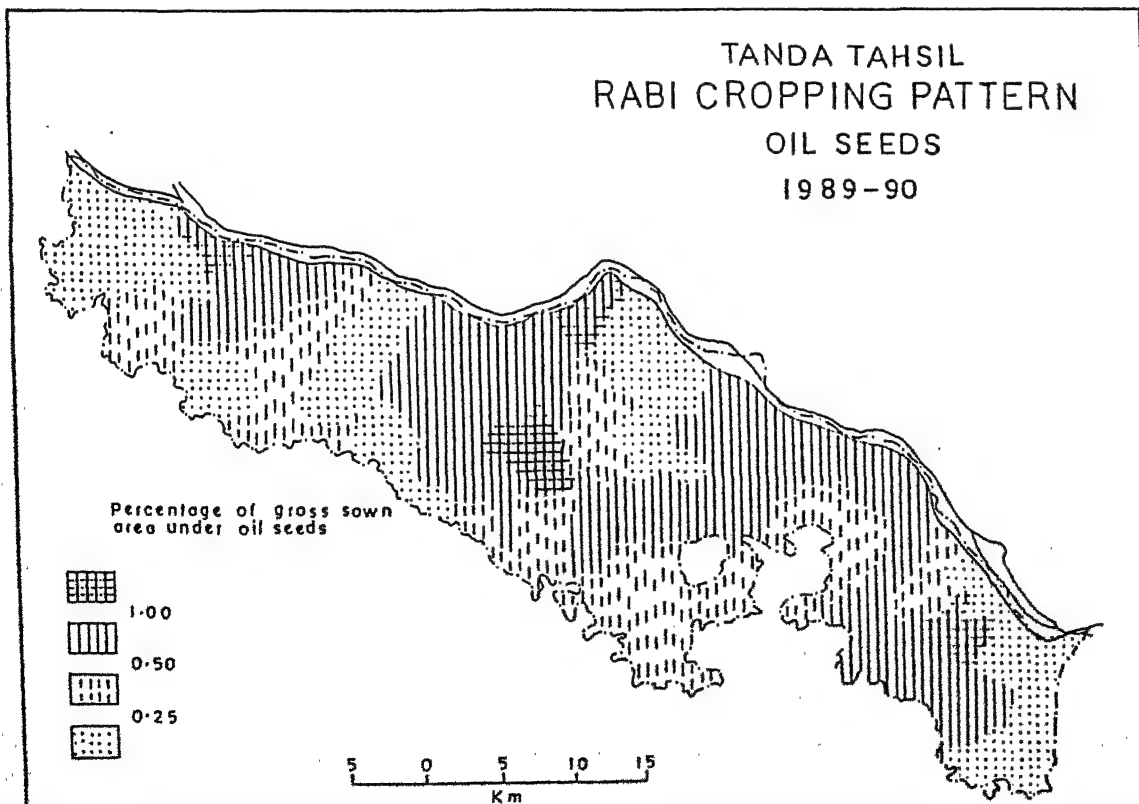 TANDA TAHSIL
RABI CROPPING PATTERN
OIL SEEDS
1989-90
Percentage of gross sown
area under oil seeds
1.00
0.50
0.25
5 0 5 10 15
Km